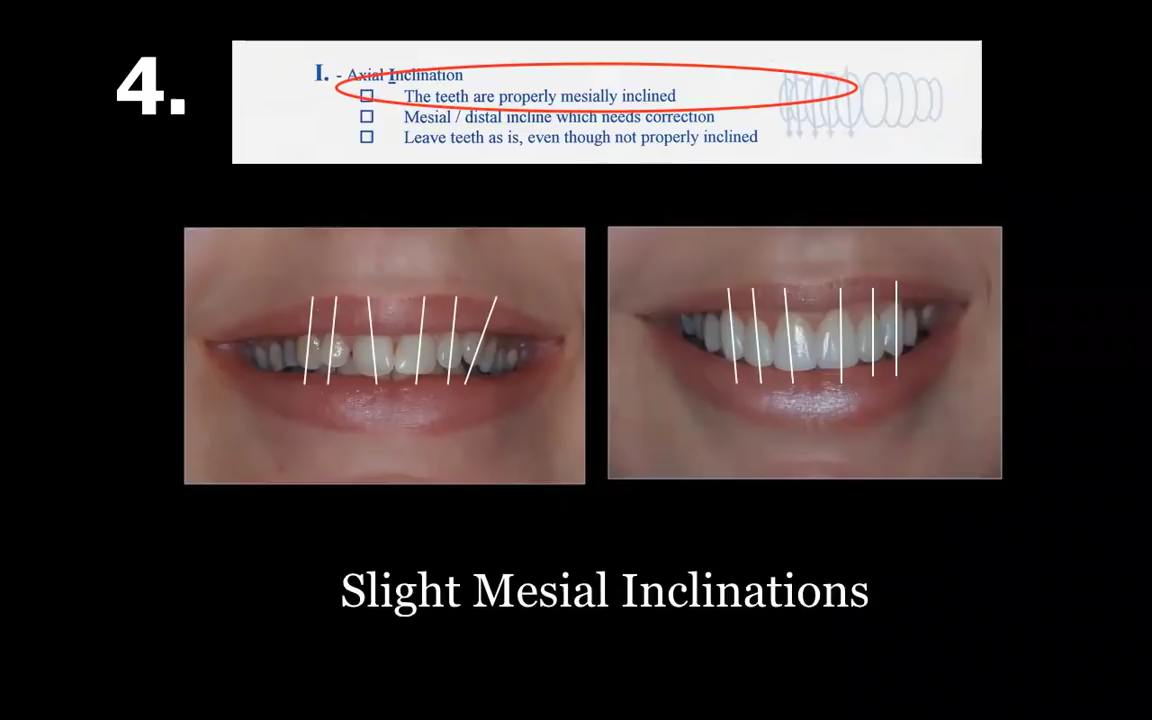 4.
I. - Axial Inclination
The teeth are properly mesially inclined
Mesial / distal incline which needs correction
Leave teeth as is, even though not properly inclined
Slight Mesial Inclinations